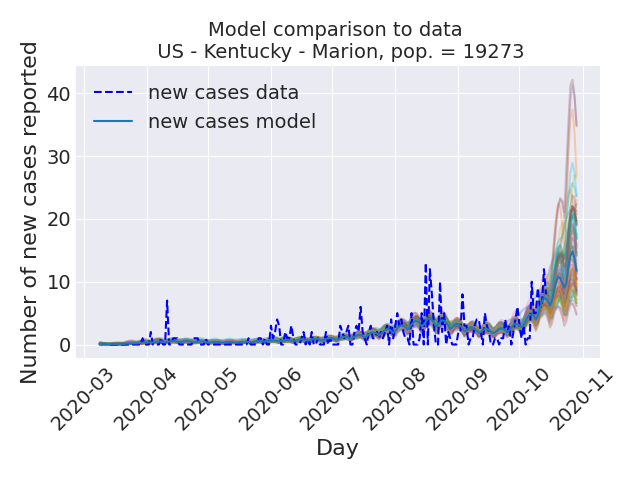 Model comparison to data
US - Kentucky - Marion, pop. = 19273
Number of new cases reported
40
30
20
10
0
new cases data
new cases model
2020-03
2020-04
2020-05
2020-06
2020-07
2020-08
2020-09
2020-10
2020-11
Day